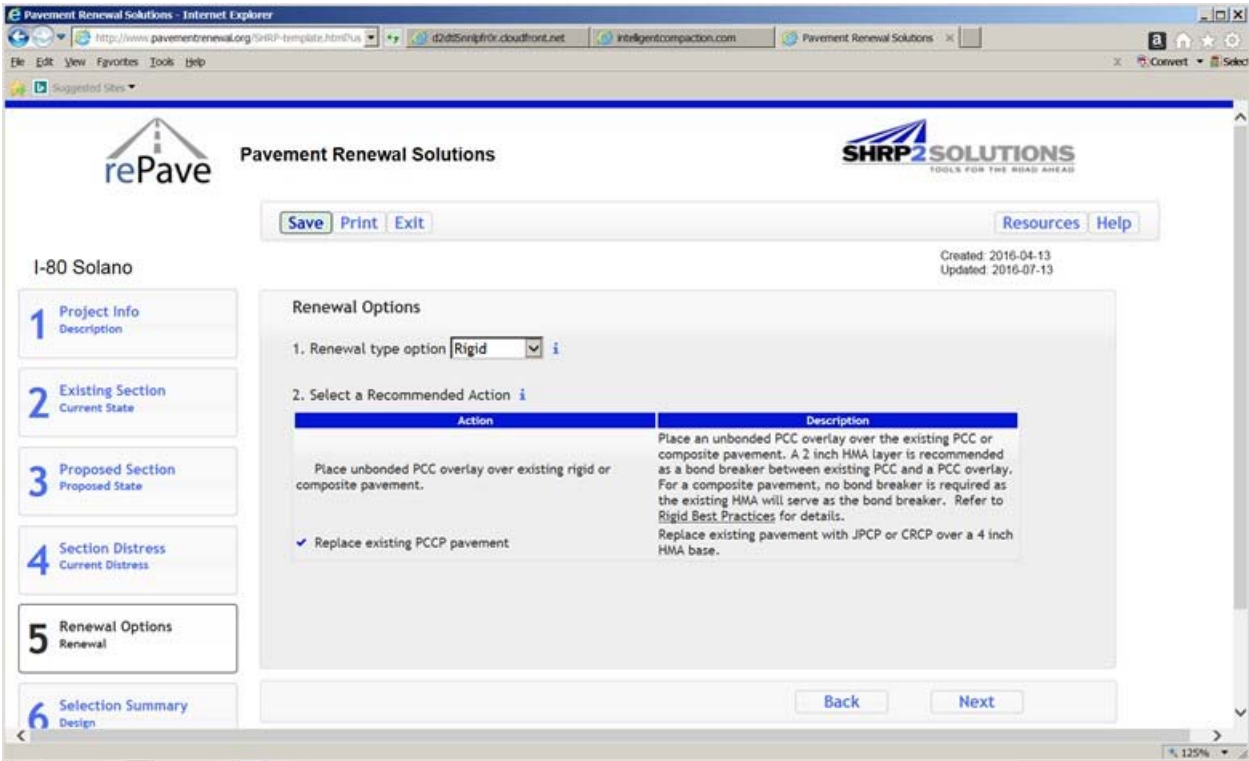 Pavement Renewal Solutions - Internet Explorer
http://www.pavementrenewal.org/SHRP-template.html?us
intelligentcompaction.com
Pavement Renewal Solutions
File Edit View Favorites Tools Help
Convert
Select
Suggested Sites
rePave
Pavement Renewal Solutions
SHRP2 SOLUTIONS
TOOLS FOR THE ROAD AHEAD
Save Print Exit
Resources Help
I-80 Solano
Created: 2016-04-13
Updated: 2016-07-13
1 Project Info
Description
2 Existing Section
Current State
3 Proposed Section
Proposed State
4 Section Distress
Current Distress
5 Renewal Options
Renewal
6 Selection Summary
Design
Renewal Options
1. Renewal type option Rigid i
2. Select a Recommended Action i
Action Description
Place unbonded PCC overlay over existing rigid or
composite pavement.
Place an unbonded PCC overlay over the existing PCC or
composite pavement. A 2 inch HMA layer is recommended
as a bond breaker between existing PCC and a PCC overlay.
For a composite pavement, no bond breaker is required as
the existing HMA will serve as the bond breaker. Refer to
Rigid Best Practices for details.
Replace existing PCCP pavement
Replace existing pavement with JPCP or CRCP over a 4 inch
HMA base.
Back Next
125%